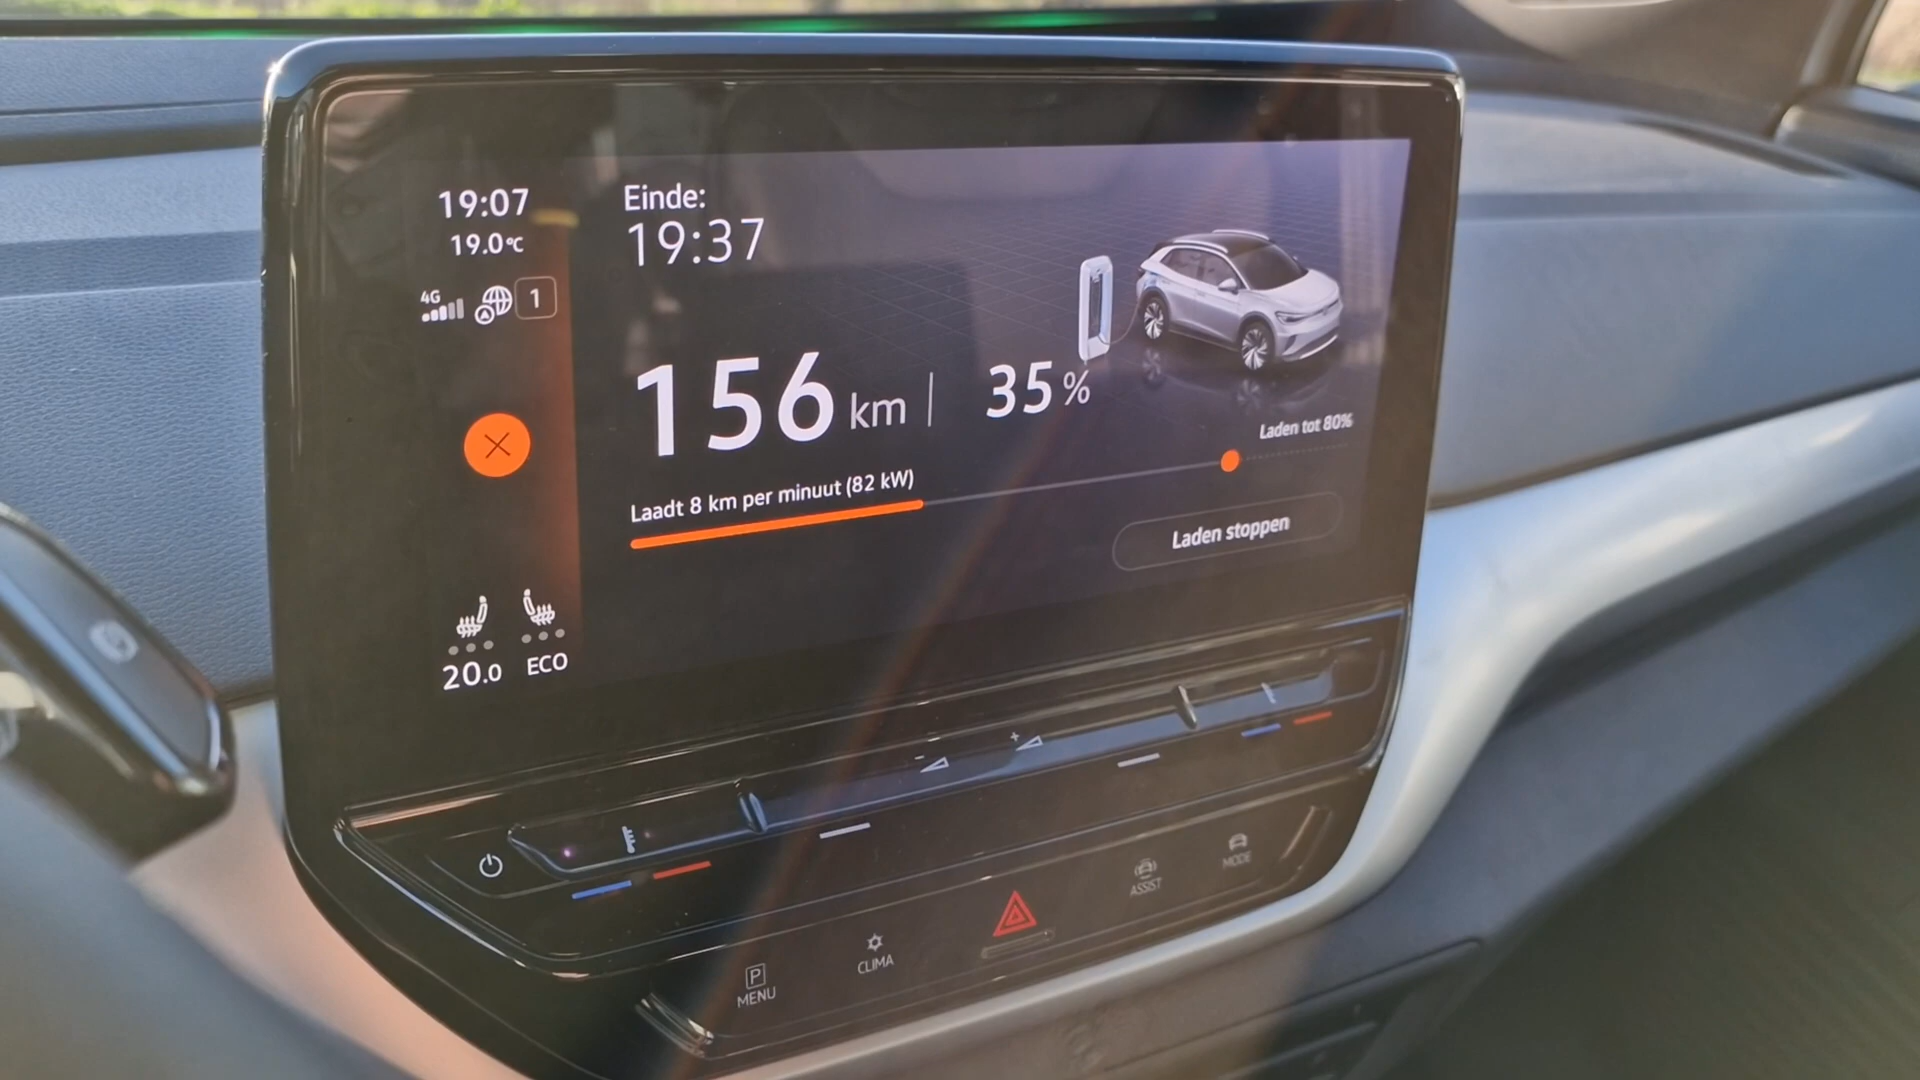 19:07
19.0°C
4G
1
Einde:
19:37
156 km | 35 %
Laden tot 80%
Laadt 8 km per minuut (82 kW)
Laden stoppen
20.0
ECO
P
MENU
CLIMA
ASSIST
MODE